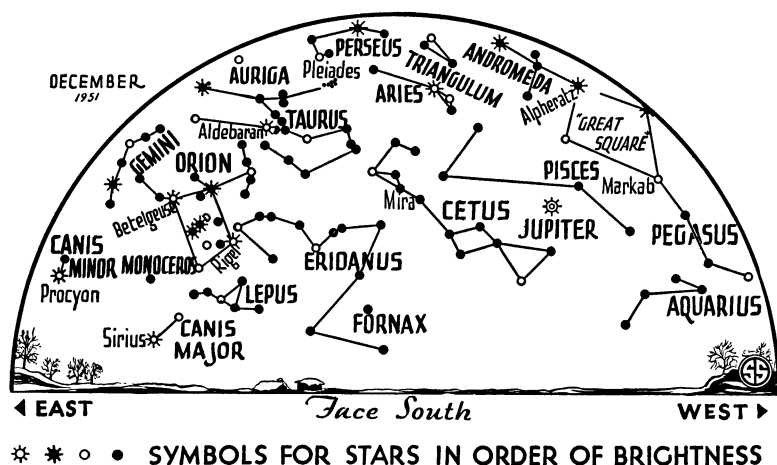 DECEMBER
1951
AURIGA
PERSEUS
Pleiades
TRIANGULUM
ANDROMEDA
ARIES
Alpheratz
"GREAT
SQUARE"
GEMINI
Aldebaran
TAURUS
ORION
Betelgeuse
Rigel
Mira
CETUS
PISCES
JUPITER
Markab
PEGASUS
CANIS
MINOR
Procyon
MONOCEROS
ERIDANUS
LEPUS
FORNAX
AQUARIUS
Sirius
CANIS
MAJOR
SS
EAST
Face South
WEST
SYMBOLS FOR STARS IN ORDER OF BRIGHTNESS